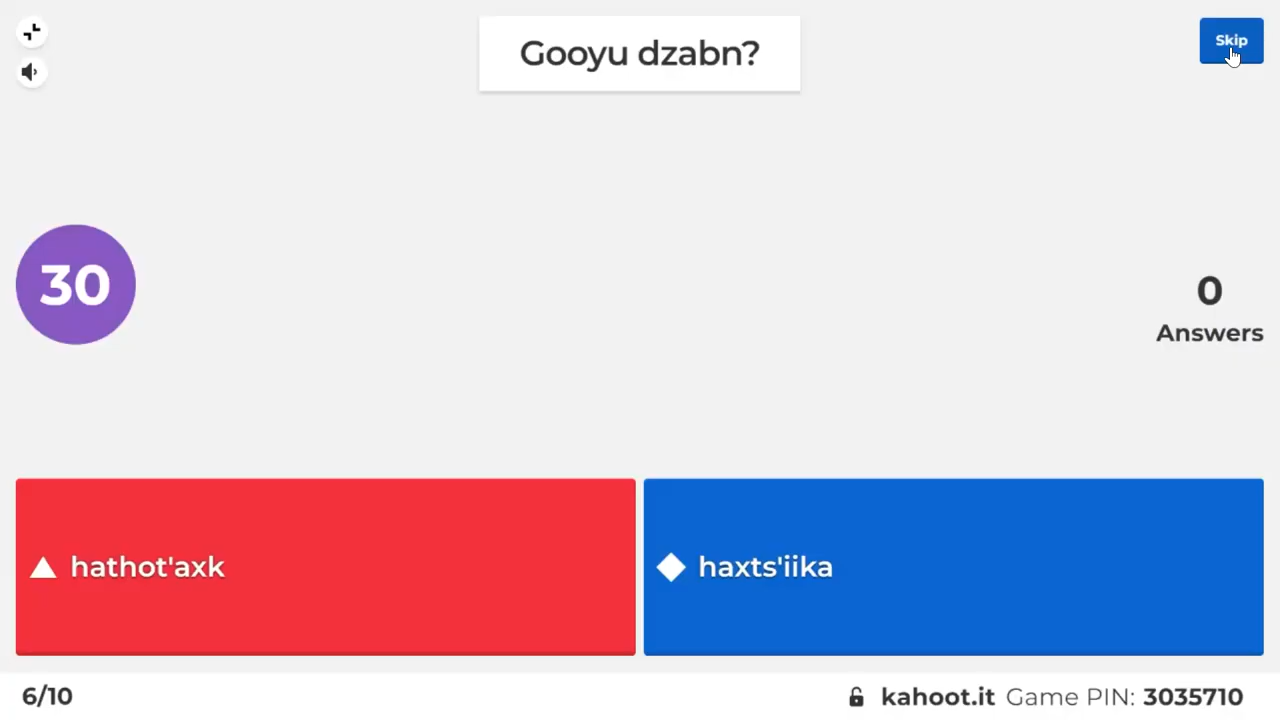 Gooyu dzabn?
Skip
30
0
Answers
hathot'axk
haxts'iika
6/10
kahoot.it Game PIN: 3035710